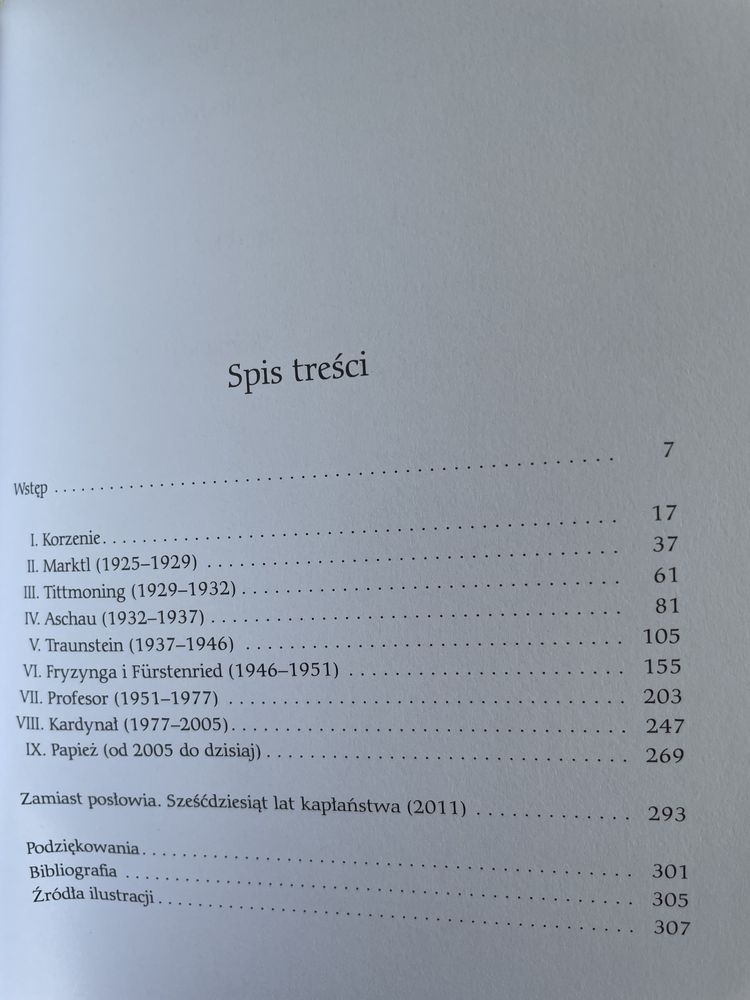 Spis treści
Wstęp . . . . . . . . . . . . . . . . . . . . . . . . . . . . . . . . . . . . . . . . 7
I. Korzenie . . . . . . . . . . . . . . . . . . . . . . . . . . . . . . . . . . . . 17
II. Marktl (1925–1929) . . . . . . . . . . . . . . . . . . . . . . . . . . . . 37
III. Tittmoning (1929–1932) . . . . . . . . . . . . . . . . . . . . . . . . . 61
IV. Aschau (1932–1937) . . . . . . . . . . . . . . . . . . . . . . . . . . . . 81
V. Traunstein (1937–1946) . . . . . . . . . . . . . . . . . . . . . . . . . 105
VI. Fryzynga i Fürstenried (1946–1951) . . . . . . . . . . . . . . . . . . 155
VII. Profesor (1951–1977) . . . . . . . . . . . . . . . . . . . . . . . . . . 203
VIII. Kardynał (1977–2005) . . . . . . . . . . . . . . . . . . . . . . . . . . 247
IX. Papież (od 2005 do dzisiaj) . . . . . . . . . . . . . . . . . . . . . . . 269
Zamiast posłowia. Sześćdziesiąt lat kapłaństwa (2011) . . . . . . . . . . . 293
Podziękowania . . . . . . . . . . . . . . . . . . . . . . . . . . . . . . . . . 301
Bibliografia . . . . . . . . . . . . . . . . . . . . . . . . . . . . . . . . . . 305
Źródła ilustracji . . . . . . . . . . . . . . . . . . . . . . . . . . . . . . . . 307